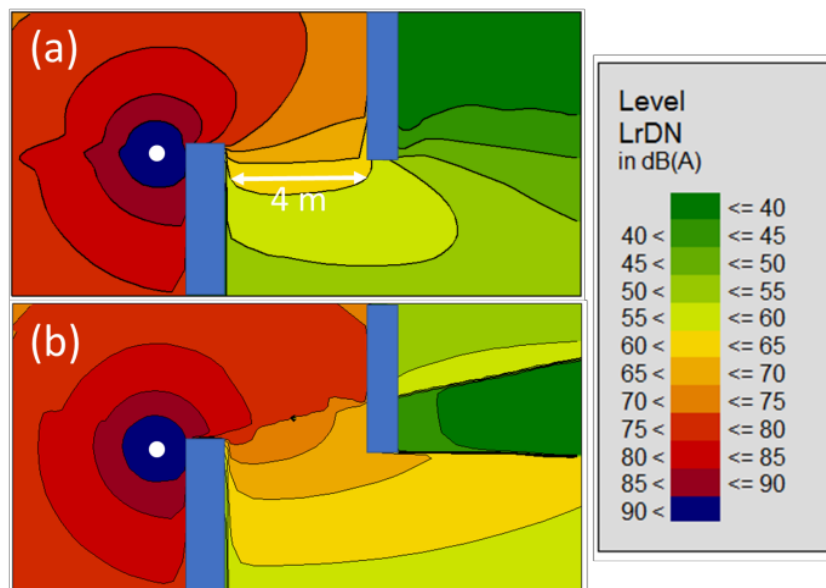 (a)
4 m
(b)
Level
LrDN
in dB(A)
<= 40
40 < <= 45
45 < <= 50
50 < <= 55
55 < <= 60
60 < <= 65
65 < <= 70
70 < <= 75
75 < <= 80
80 < <= 85
85 < <= 90
90 <